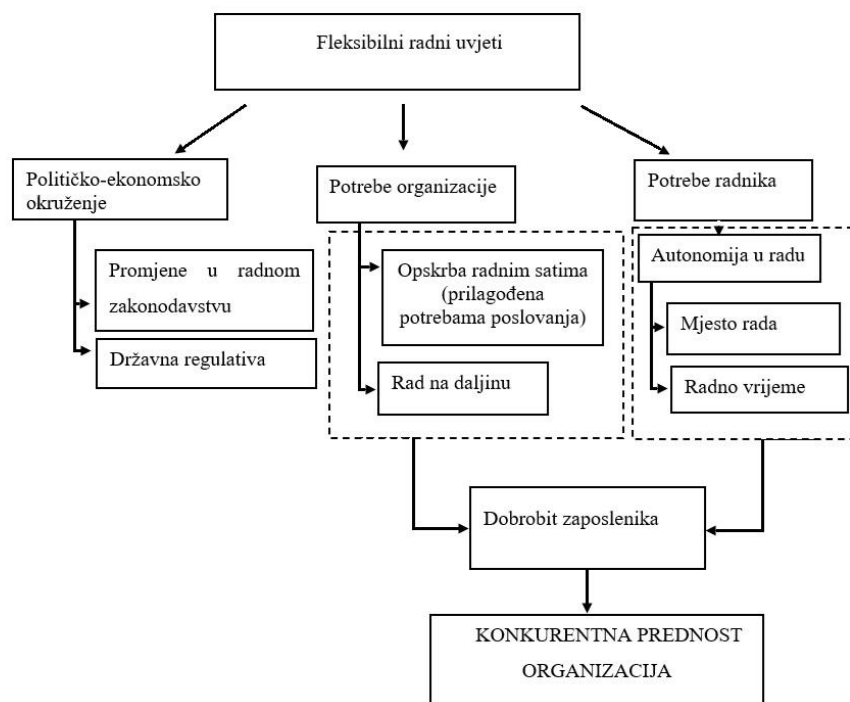 Fleksibilni radni uvjeti
Političko-ekonomsko
okruženje
Potrebe organizacije
Potrebe radnika
Promjene u radnom
zakonodavstvu
Državna regulativa
Opskrba radnim satima
(prilagođena
potrebama poslovanja)
Rad na daljinu
Autonomija u radu
Mjesto rada
Radno vrijeme
Dobrobit zaposlenika
KONKURENTNA PREDNOST
ORGANIZACIJA